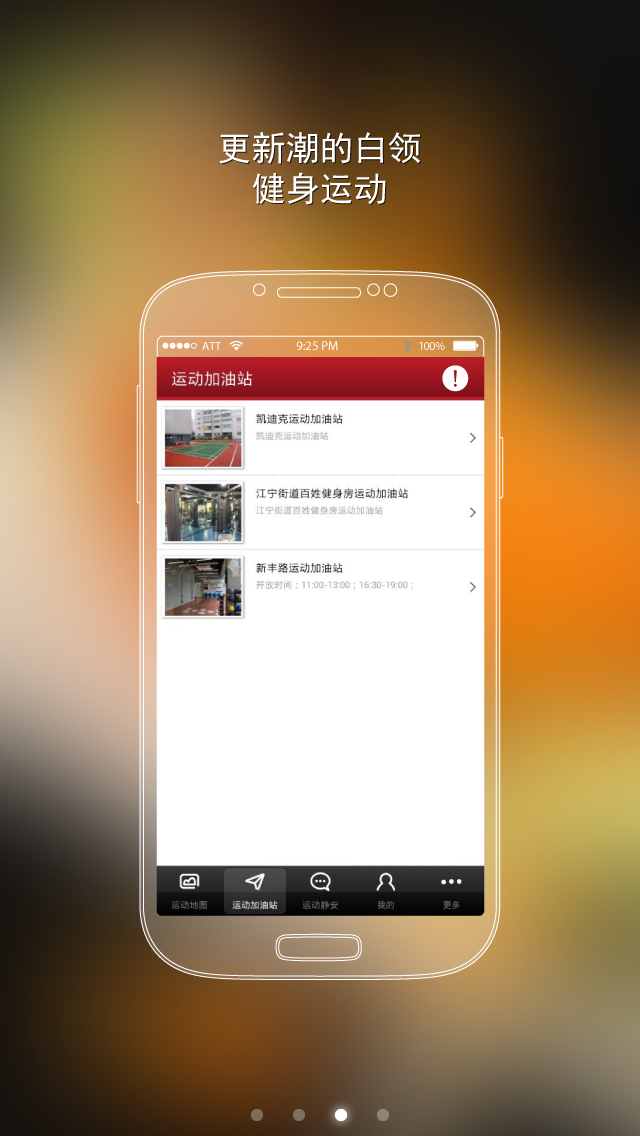 更新潮的白领
健身运动
ATT 9:25 PM 100%
运动加油站
凯迪克运动加油站
凯迪克运动加油站
江宁街道百姓健身房运动加油站
江宁街道百姓健身房运动加油站
新丰路运动加油站
开放时间：11:00-13:00；16:30-19:00；
运动地图 运动加油站 运动静安 我的 更多